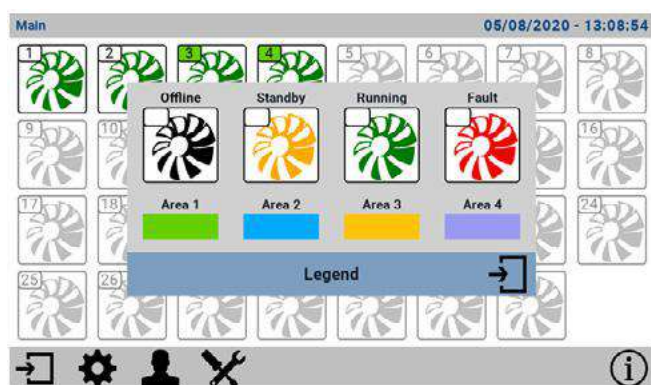 Main 05/08/2020 - 13:08:54
1 2 3 4 5 6 7 8
Offline Standby Running Fault
9 10 16
17 18 24
Area 1 Area 2 Area 3 Area 4
Legend
25 26
i